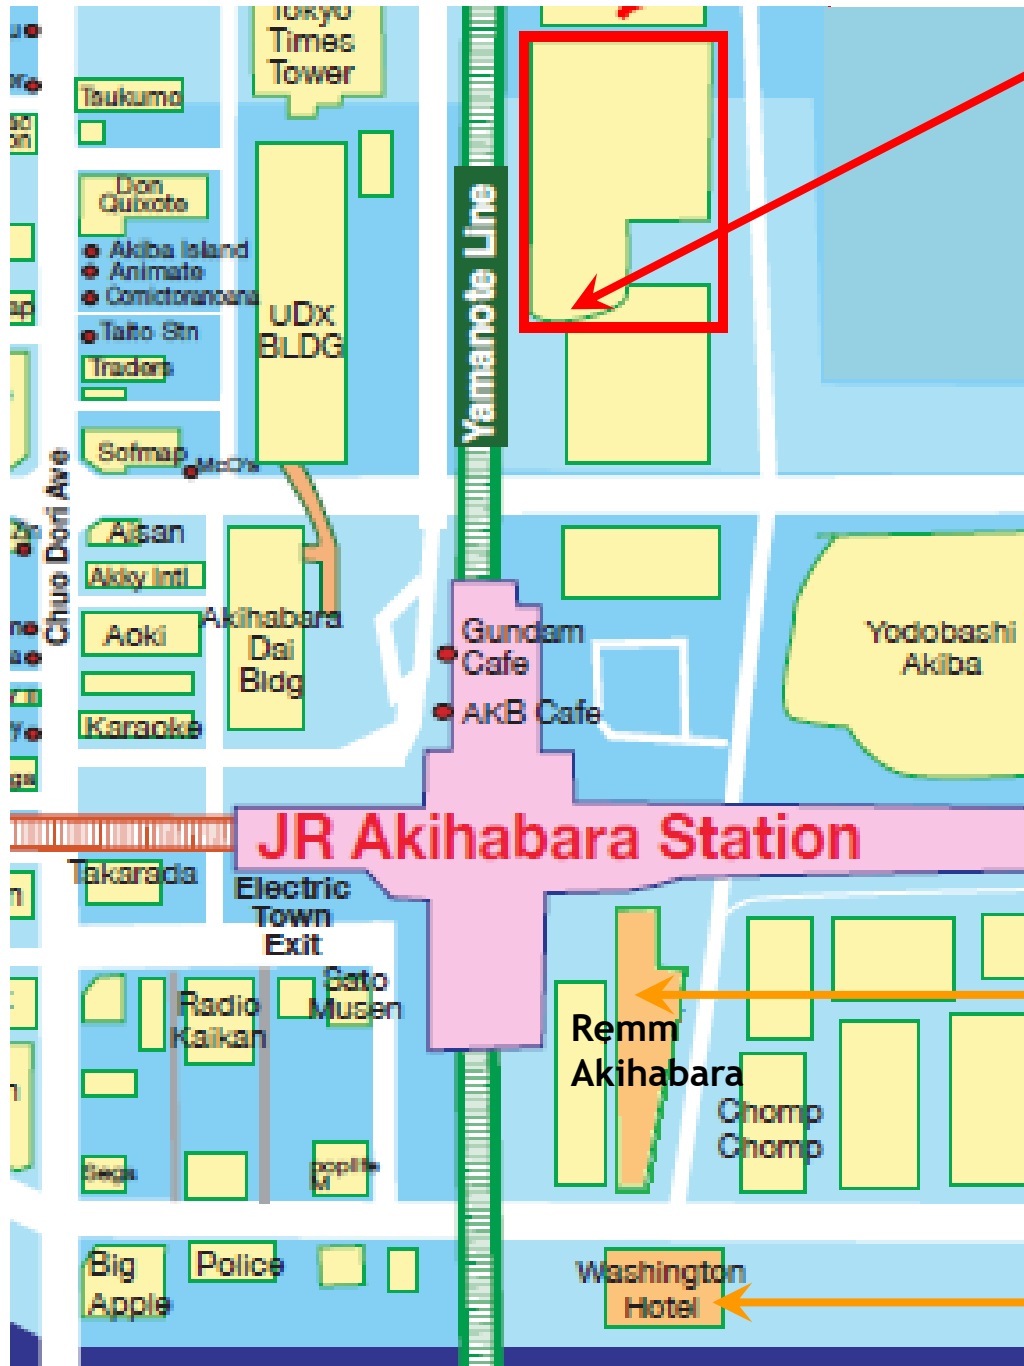 Tokyo
Times
Tower
Tsukumo
Don
Quixote
Akiba Island
Animate
Comictoranoana
Taito Stn
Traders
UDX
BLDG
Yamanote Line
Sofmap
McD's
Chuo Dori Ave
Aisan
Akky Intl
Aoki
Karaoke
Akihabara
Dai
Bldg
Gundam
Cafe
AKB Cafe
Yodobashi
Akiba
JR Akihabara Station
Takarada
Electric
Town
Exit
Radio
Kaikan
Sato
Musen
Remm
Akihabara
Chomp
Chomp
Sega
poplife
M
Big
Apple
Police
Washington
Hotel